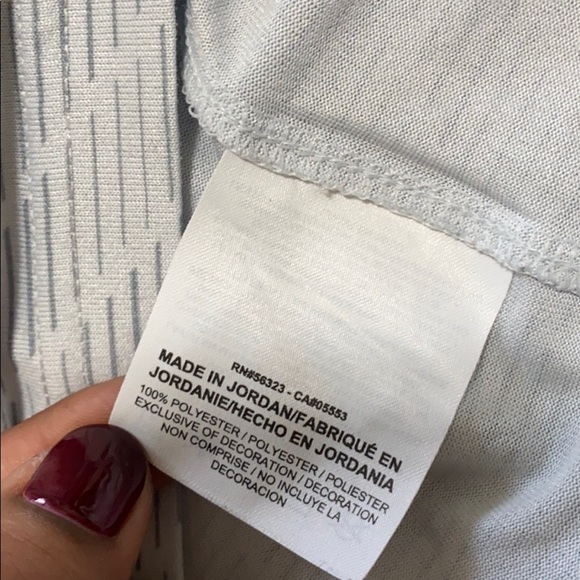 RN#56323 - CA#05553
MADE IN JORDAN/FABRIQUÉ EN
JORDANIE/HECHO EN JORDANIA
100% POLYESTER / POLYESTER / POLIESTER
EXCLUSIVE OF DECORATION / DECORATION
NON COMPRISE / NO INCLUYE LA
DECORACION